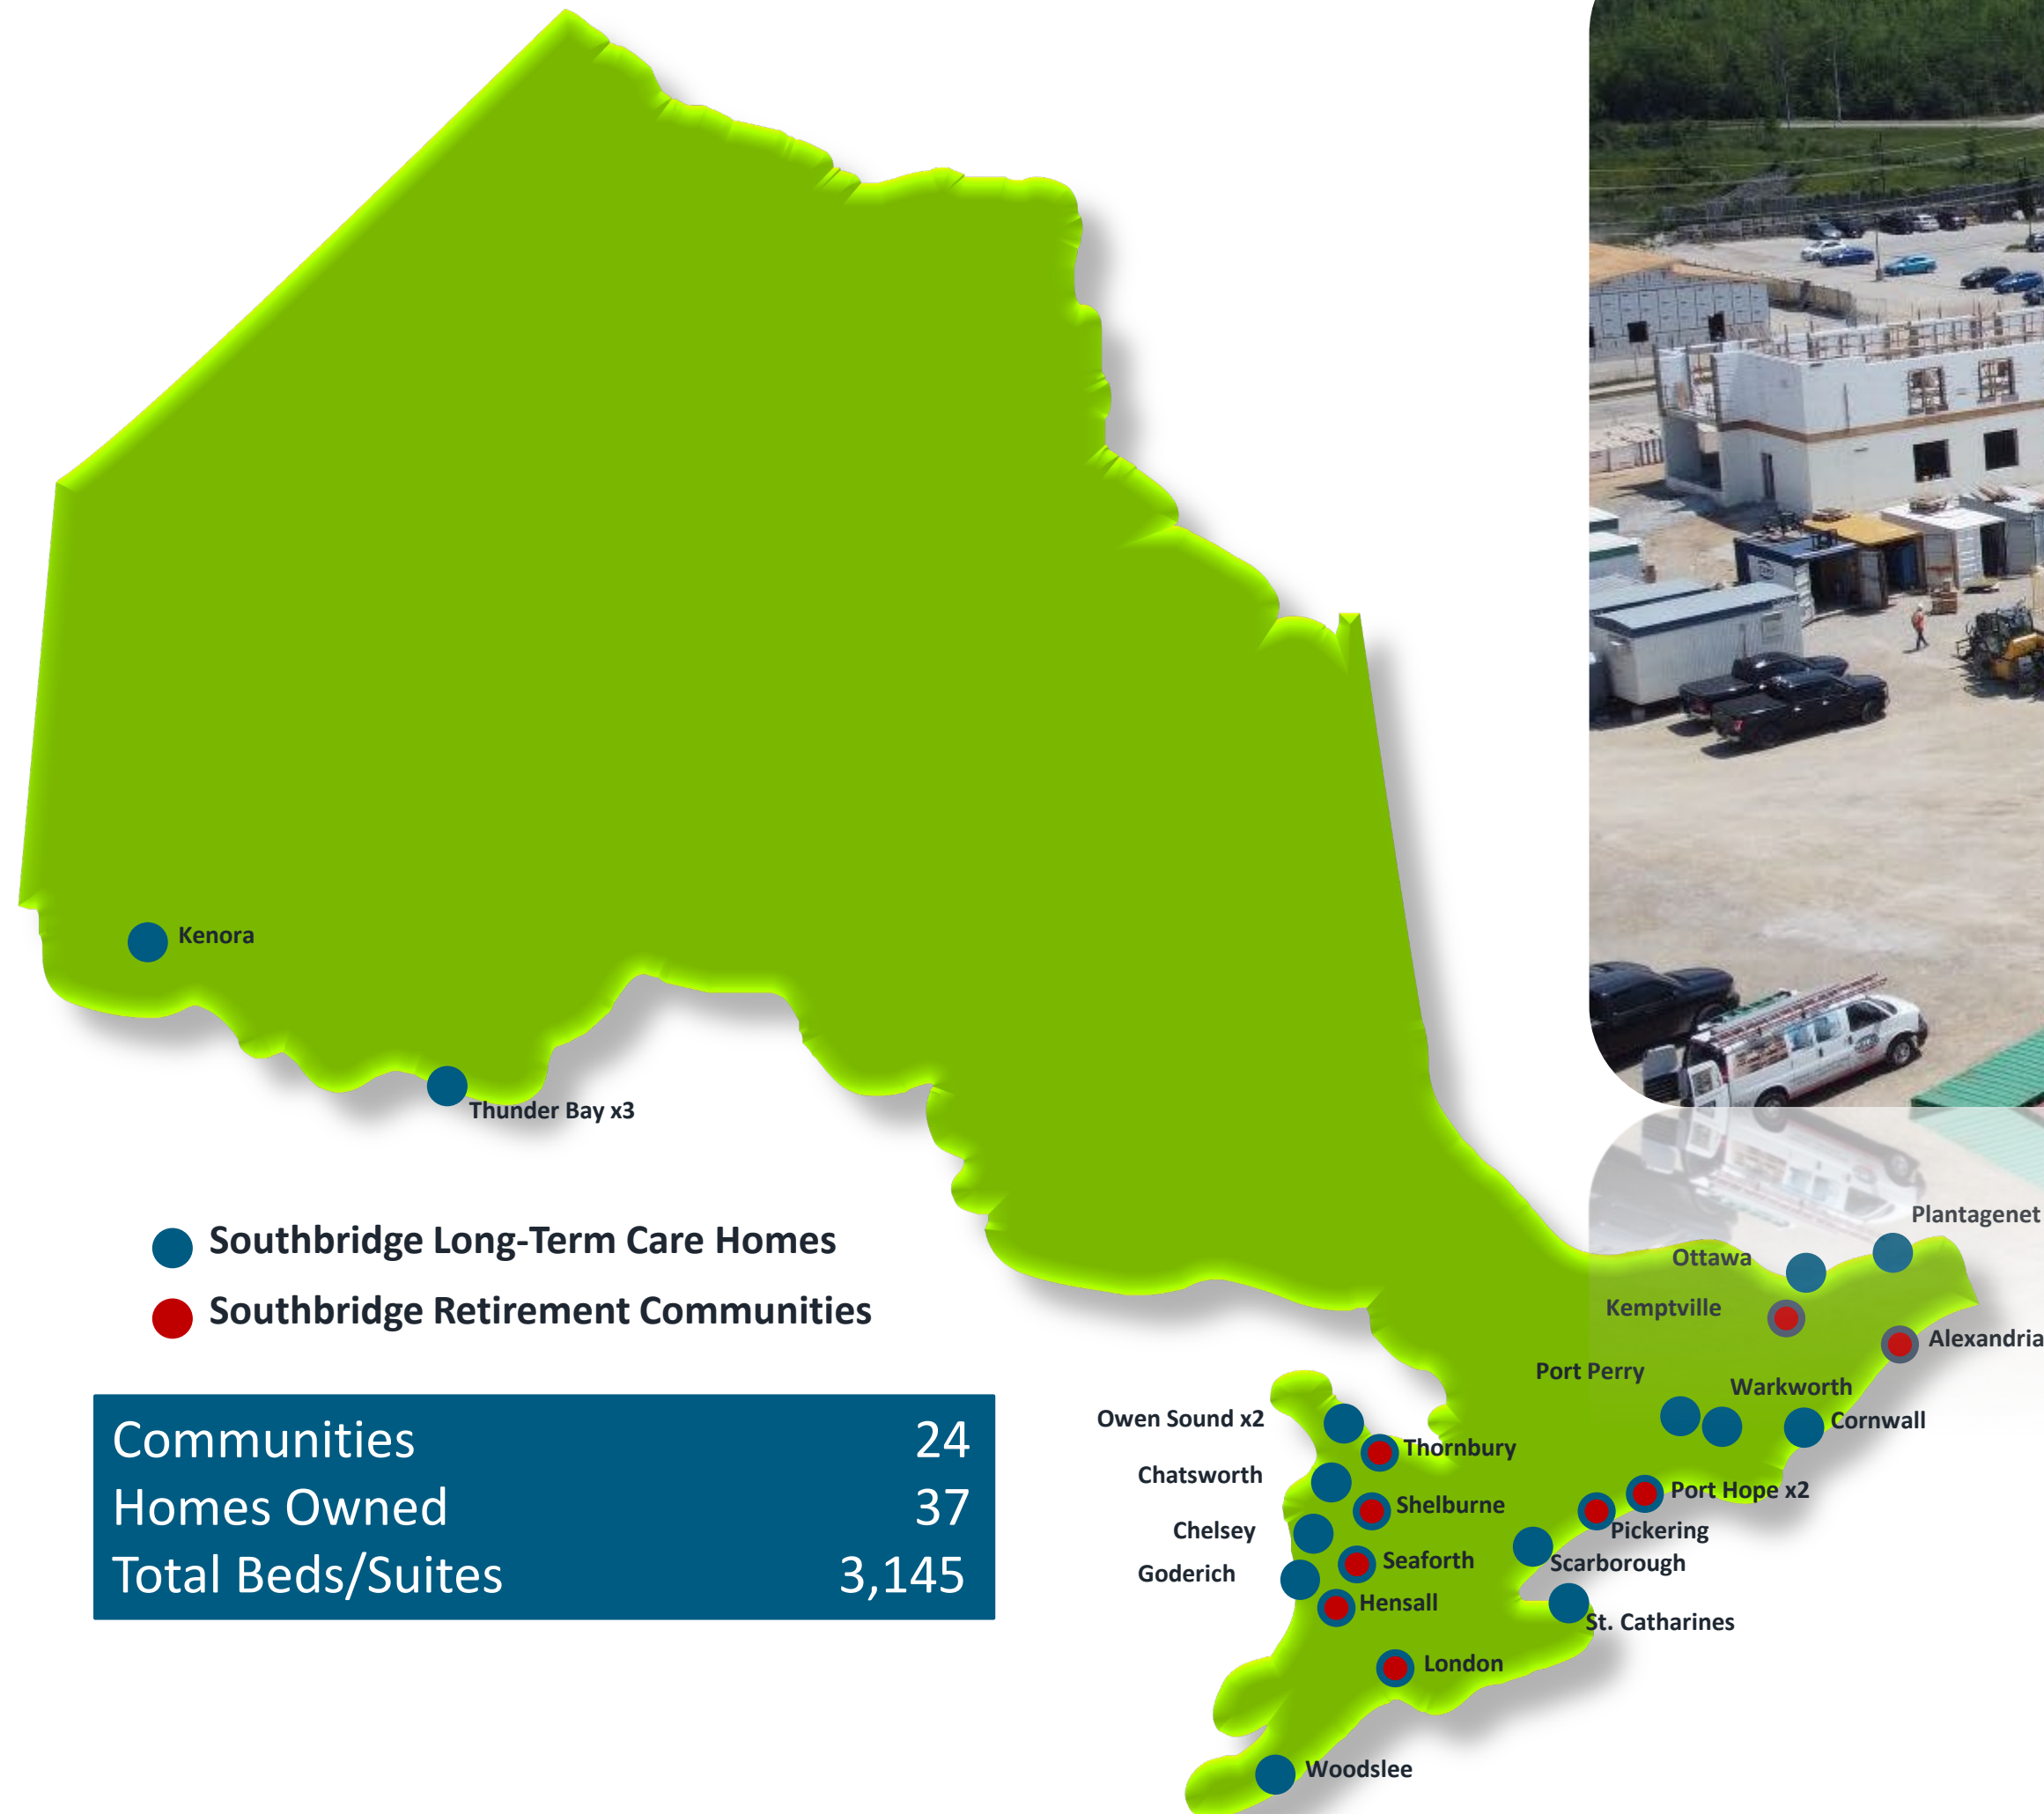 Kenora
Thunder Bay x3
Southbridge Long-Term Care Homes
Southbridge Retirement Communities
Communities 24
Homes Owned 37
Total Beds/Suites 3,145
Plantagenet
Ottawa
Kemptville
Alexandria
Port Perry
Warkworth
Cornwall
Owen Sound x2
Thornbury
Chatsworth
Port Hope x2
Shelburne
Pickering
Chelsey
Seaforth
Scarborough
Goderich
Hensall
St. Catharines
London
Woodslee